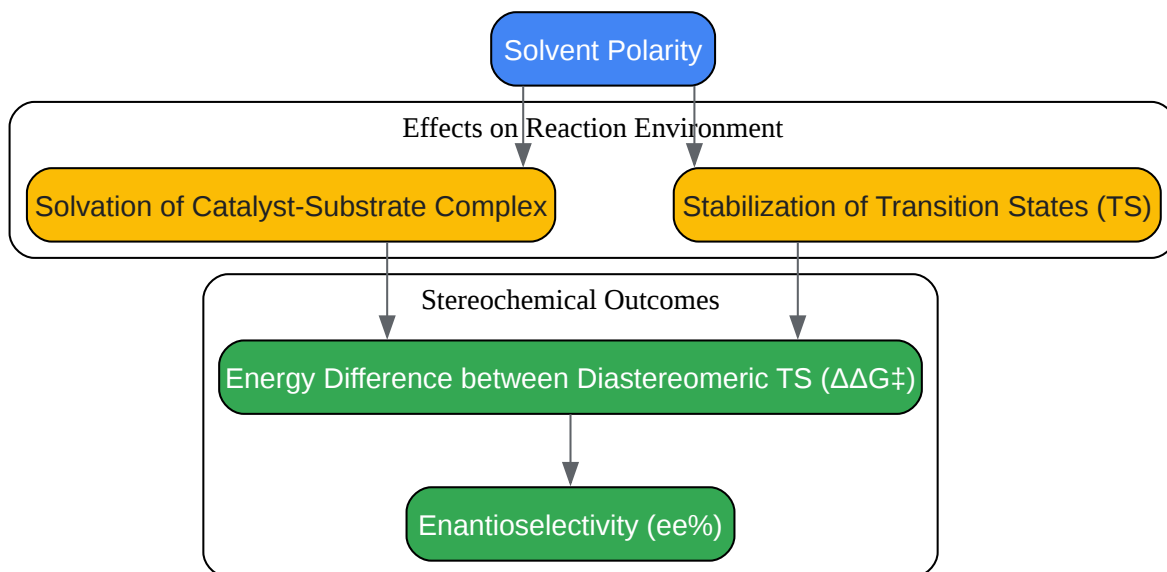 Solvent Polarity
Effects on Reaction Environment
Solvation of Catalyst-Substrate Complex
Stabilization of Transition States (TS)
Stereochemical Outcomes
Energy Difference between Diastereomeric TS (ΔΔG‡)
Enantioselectivity (ee%)